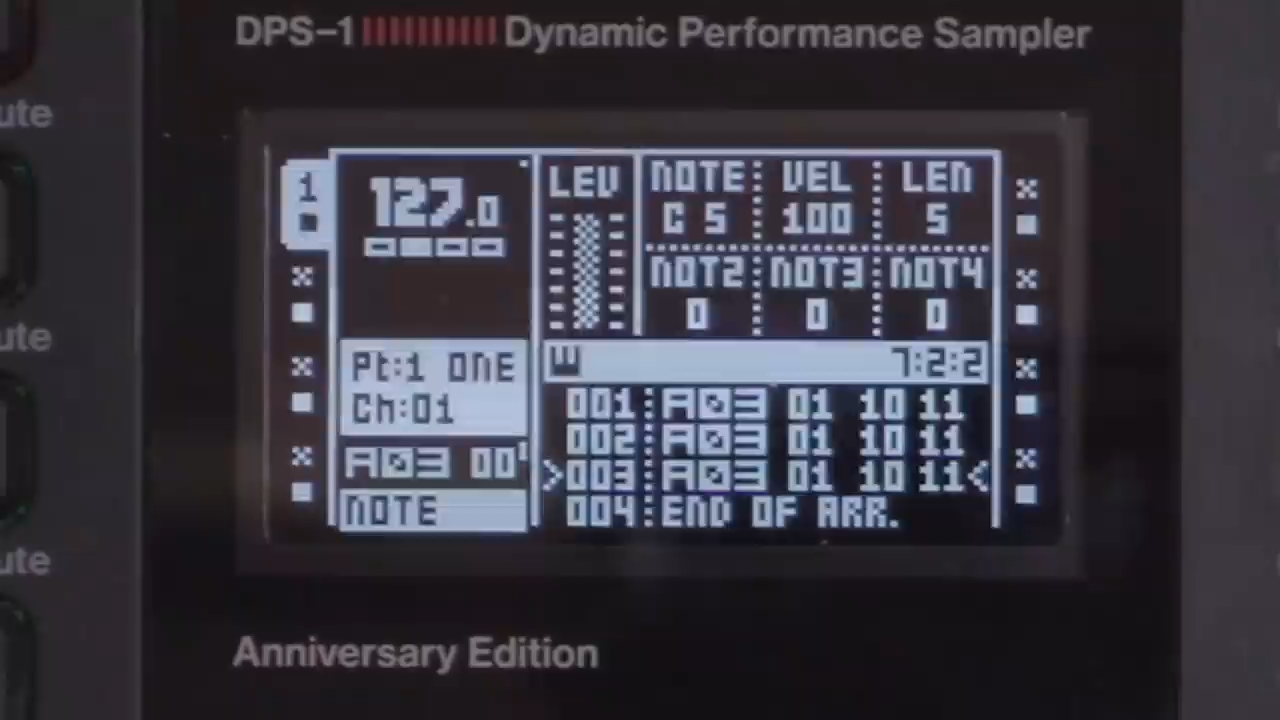 DPS-1 Dynamic Performance Sampler
ute
ute
ute
1
127.0
LEV
NOTE VEL LEN
C 5 100 5
NOT2 NOT3 NOT4
0 0 0
Pt:1 ONE
Ch:01
A03 00
NOTE
7:2:2
001 A03 01 10 11
002 A03 01 10 11
>003 A03 01 10 11<
004 END OF ARR.
Anniversary Edition